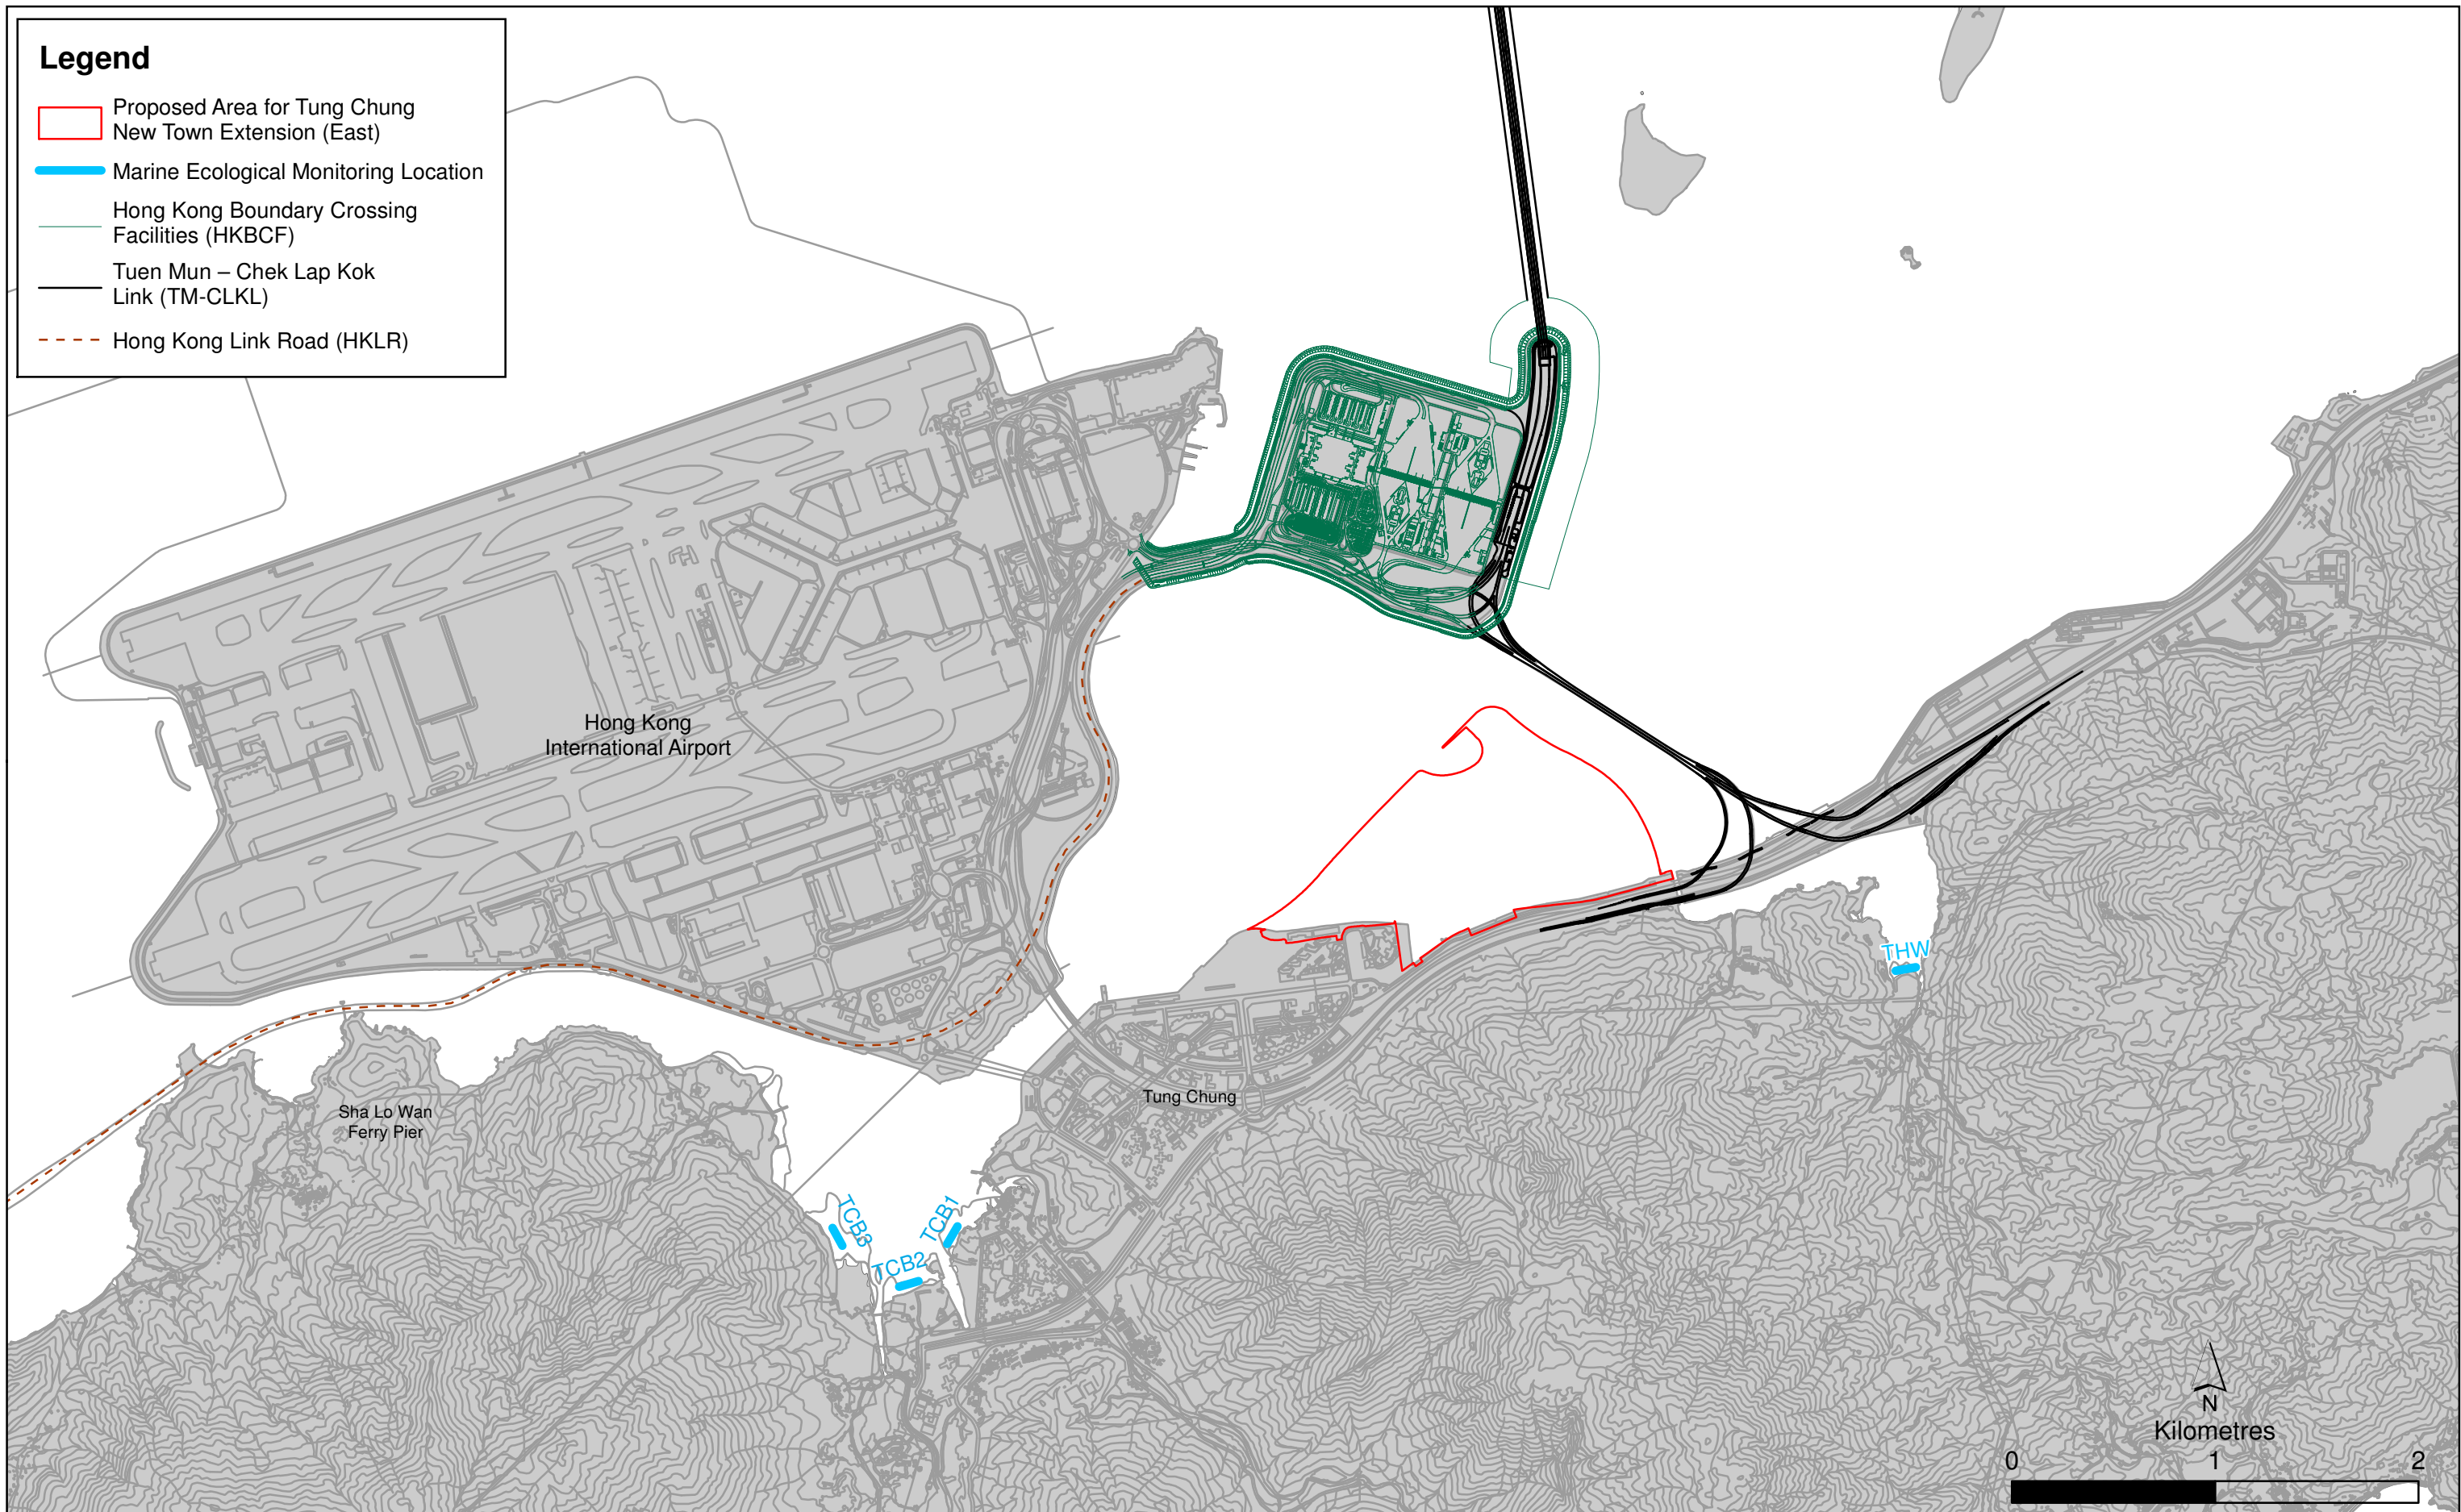 Legend
Proposed Area for Tung Chung
New Town Extension (East)
Marine Ecological Monitoring Location
Hong Kong Boundary Crossing
Facilities (HKBCF)
Tuen Mun – Chek Lap Kok
Link (TM-CLKL)
Hong Kong Link Road (HKLR)
Hong Kong
International Airport
THW
Tung Chung
Sha Lo Wan
Ferry Pier
TCB3
TCB1
TCB2
N
Kilometres
0 1 2